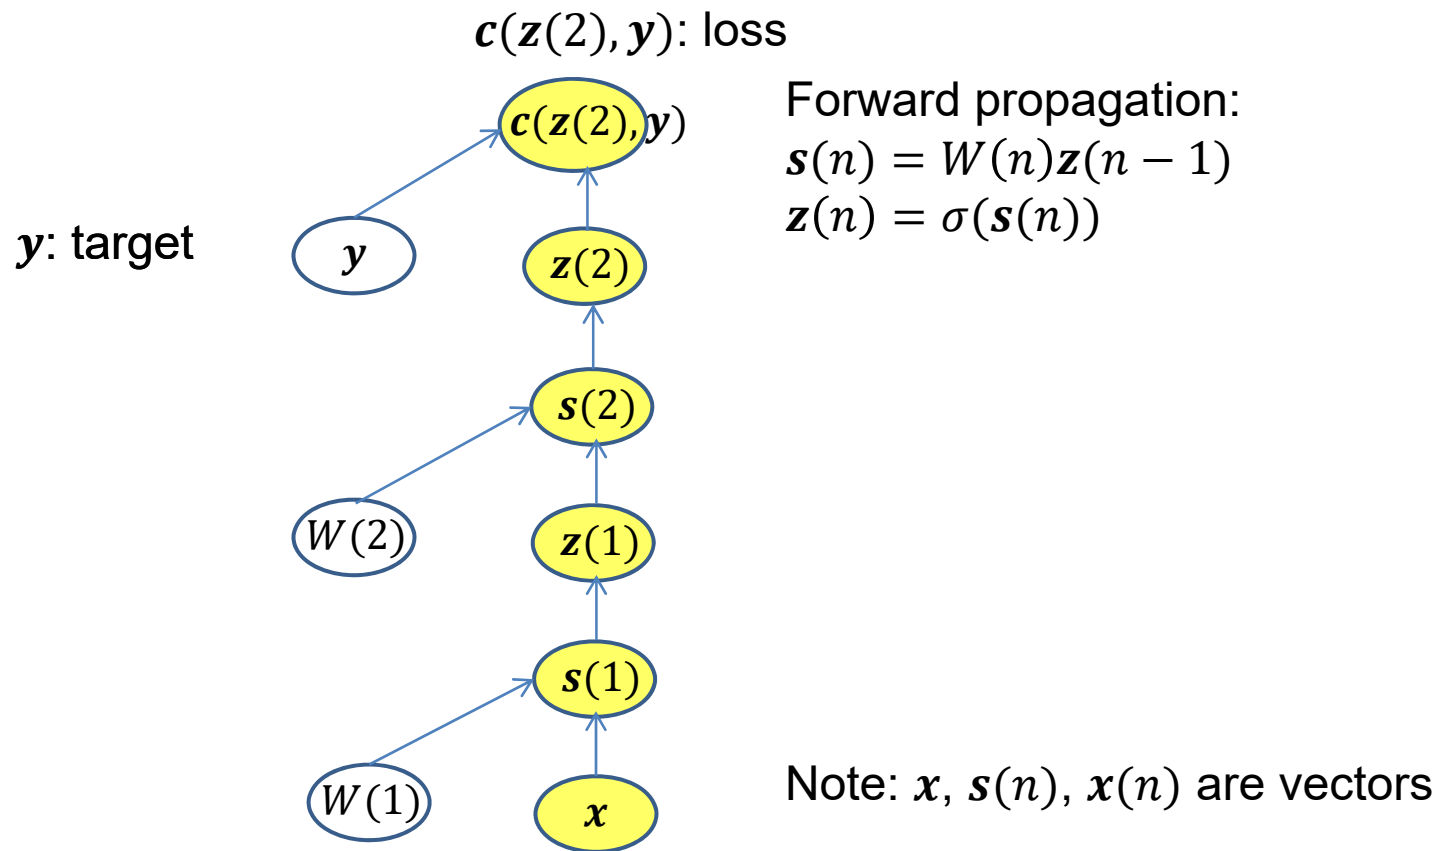 c(z(2), y): loss
Forward propagation:
c(z(2), y)
s(n) = W(n)z(n − 1)
z(n) = σ(s(n))
y: target
y
z(2)
s(2)
W(2)
z(1)
s(1)
W(1)
x
Note: x, s(n), x(n) are vectors